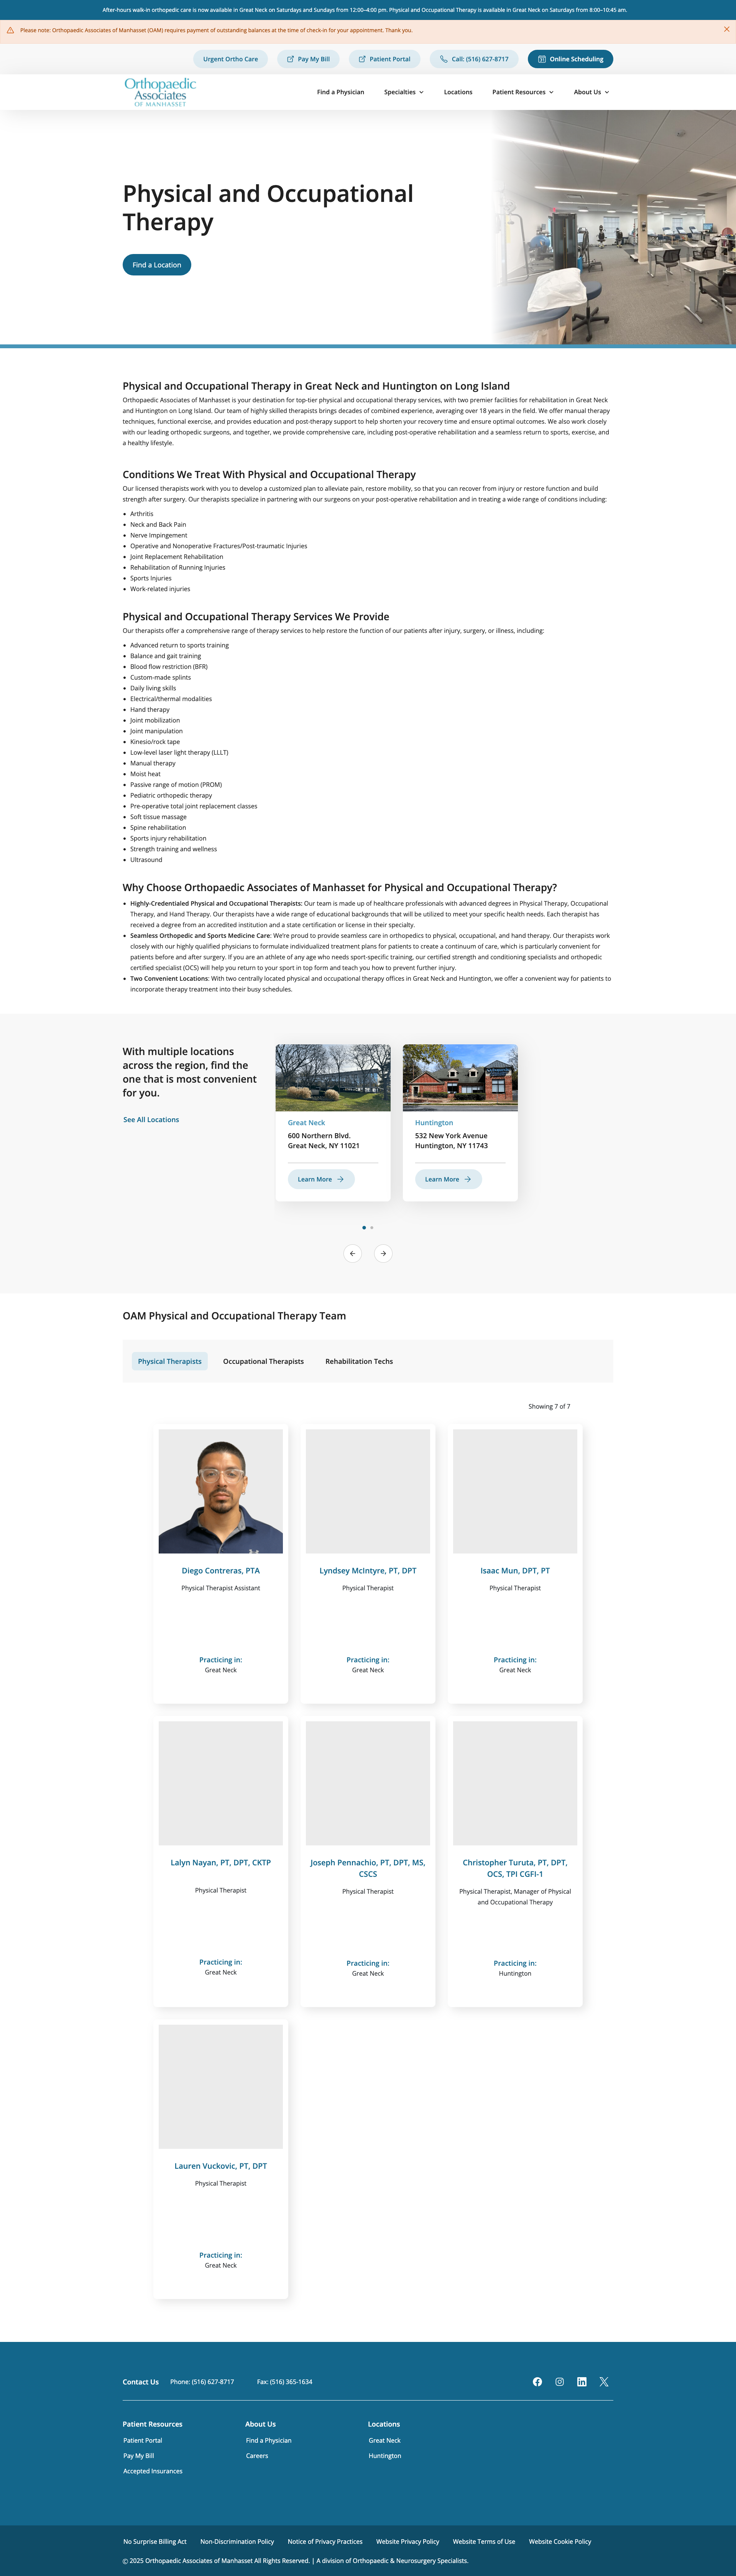 After-hours walk-in orthopedic care is now available in Great Neck on Saturdays and Sundays from 12:00–4:00 pm. Physical and Occupational Therapy is available in Great Neck on Saturdays from 8:00–10:45 am.
Please note: Orthopaedic Associates of Manhasset (OAM) requires payment of outstanding balances at the time of check-in for your appointment. Thank you.
Urgent Ortho Care
Pay My Bill
Patient Portal
Call: (516) 627-8717
Online Scheduling
Orthopaedic
Associates
OF MANHASSET
Find a Physician
Specialties
Locations
Patient Resources
About Us
Physical and Occupational
Therapy
Find a Location
Physical and Occupational Therapy in Great Neck and Huntington on Long Island
Orthopaedic Associates of Manhasset is your destination for top-tier physical and occupational therapy services, with two premier facilities for rehabilitation in Great Neck
and Huntington on Long Island. Our team of highly skilled therapists brings decades of combined experience, averaging over 18 years in the field. We offer manual therapy
techniques, functional exercise, and provides education and post-therapy support to help shorten your recovery time and ensure optimal outcomes. We also work closely
with our leading orthopedic surgeons, and together, we provide comprehensive care, including post-operative rehabilitation and a seamless return to sports, exercise, and
a healthy lifestyle.
Conditions We Treat With Physical and Occupational Therapy
Our licensed therapists work with you to develop a customized plan to alleviate pain, restore mobility, so that you can recover from injury or restore function and build
strength after surgery. Our therapists specialize in partnering with our surgeons on your post-operative rehabilitation and in treating a wide range of conditions including:
• Arthritis
• Neck and Back Pain
• Nerve Impingement
• Operative and Nonoperative Fractures/Post-traumatic Injuries
• Joint Replacement Rehabilitation
• Rehabilitation of Running Injuries
• Sports Injuries
• Work-related injuries
Physical and Occupational Therapy Services We Provide
Our therapists offer a comprehensive range of therapy services to help restore the function of our patients after injury, surgery, or illness, including:
• Advanced return to sports training
• Balance and gait training
• Blood flow restriction (BFR)
• Custom-made splints
• Daily living skills
• Electrical/thermal modalities
• Hand therapy
• Joint mobilization
• Joint manipulation
• Kinesio/rock tape
• Low-level laser light therapy (LLLT)
• Manual therapy
• Moist heat
• Passive range of motion (PROM)
• Pediatric orthopedic therapy
• Pre-operative total joint replacement classes
• Soft tissue massage
• Spine rehabilitation
• Sports injury rehabilitation
• Strength training and wellness
• Ultrasound
Why Choose Orthopaedic Associates of Manhasset for Physical and Occupational Therapy?
• Highly-Credentialed Physical and Occupational Therapists: Our team is made up of healthcare professionals with advanced degrees in Physical Therapy, Occupational
Therapy, and Hand Therapy. Our therapists have a wide range of educational backgrounds that will be utilized to meet your specific health needs. Each therapist has
received a degree from an accredited institution and a state certification or license in their specialty.
• Seamless Orthopedic and Sports Medicine Care: We're proud to provide seamless care in orthopedics to physical, occupational, and hand therapy. Our therapists work
closely with our highly qualified physicians to formulate individualized treatment plans for patients to create a continuum of care, which is particularly convenient for
patients before and after surgery. If you are an athlete of any age who needs sport-specific training, our certified strength and conditioning specialists and orthopedic
certified specialist (OCS) will help you return to your sport in top form and teach you how to prevent further injury.
• Two Convenient Locations: With two centrally located physical and occupational therapy offices in Great Neck and Huntington, we offer a convenient way for patients to
incorporate therapy treatment into their busy schedules.
With multiple locations
across the region, find the
one that is most convenient
for you.
See All Locations
Great Neck
600 Northern Blvd.
Great Neck, NY 11021
Learn More
Huntington
532 New York Avenue
Huntington, NY 11743
Learn More
OAM Physical and Occupational Therapy Team
Physical Therapists
Occupational Therapists
Rehabilitation Techs
Showing 7 of 7
Diego Contreras, PTA
Physical Therapist Assistant
Practicing in:
Great Neck
Lyndsey McIntyre, PT, DPT
Physical Therapist
Practicing in:
Great Neck
Isaac Mun, DPT, PT
Physical Therapist
Practicing in:
Great Neck
Lalyn Nayan, PT, DPT, CKTP
Physical Therapist
Practicing in:
Great Neck
Joseph Pennachio, PT, DPT, MS,
CSCS
Physical Therapist
Practicing in:
Great Neck
Christopher Turuta, PT, DPT,
OCS, TPI CGFI-1
Physical Therapist, Manager of Physical
and Occupational Therapy
Practicing in:
Huntington
Lauren Vuckovic, PT, DPT
Physical Therapist
Practicing in:
Great Neck
Contact Us
Phone: (516) 627-8717
Fax: (516) 365-1634
Patient Resources
Patient Portal
Pay My Bill
Accepted Insurances
About Us
Find a Physician
Careers
Locations
Great Neck
Huntington
No Surprise Billing Act
Non-Discrimination Policy
Notice of Privacy Practices
Website Privacy Policy
Website Terms of Use
Website Cookie Policy
© 2025 Orthopaedic Associates of Manhasset All Rights Reserved. | A division of Orthopaedic & Neurosurgery Specialists.